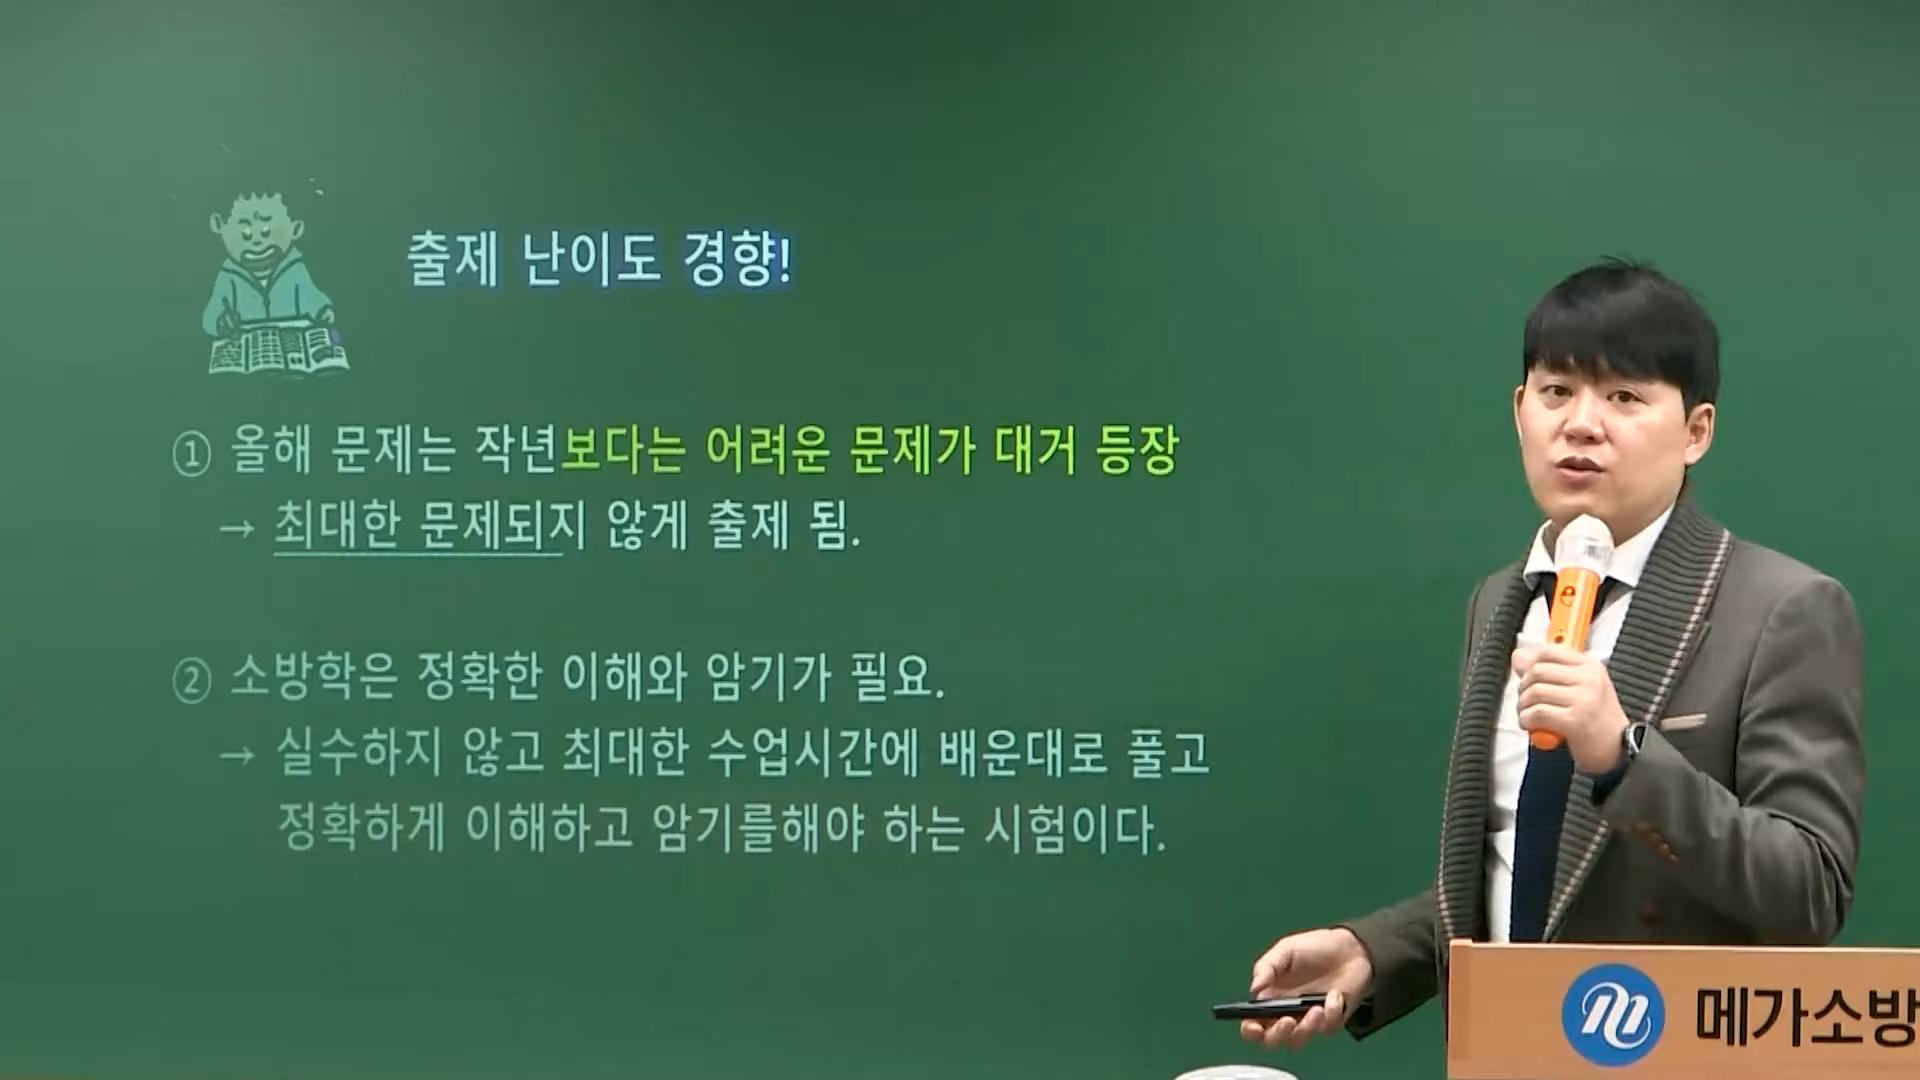 출제 난이도 경향!
① 올해 문제는 작년보다는 어려운 문제가 대거 등장
→ 최대한 문제되지 않게 출제 됨.
② 소방학은 정확한 이해와 암기가 필요.
→ 실수하지 않고 최대한 수업시간에 배운대로 풀고
정확하게 이해하고 암기를해야 하는 시험이다.
메가소방